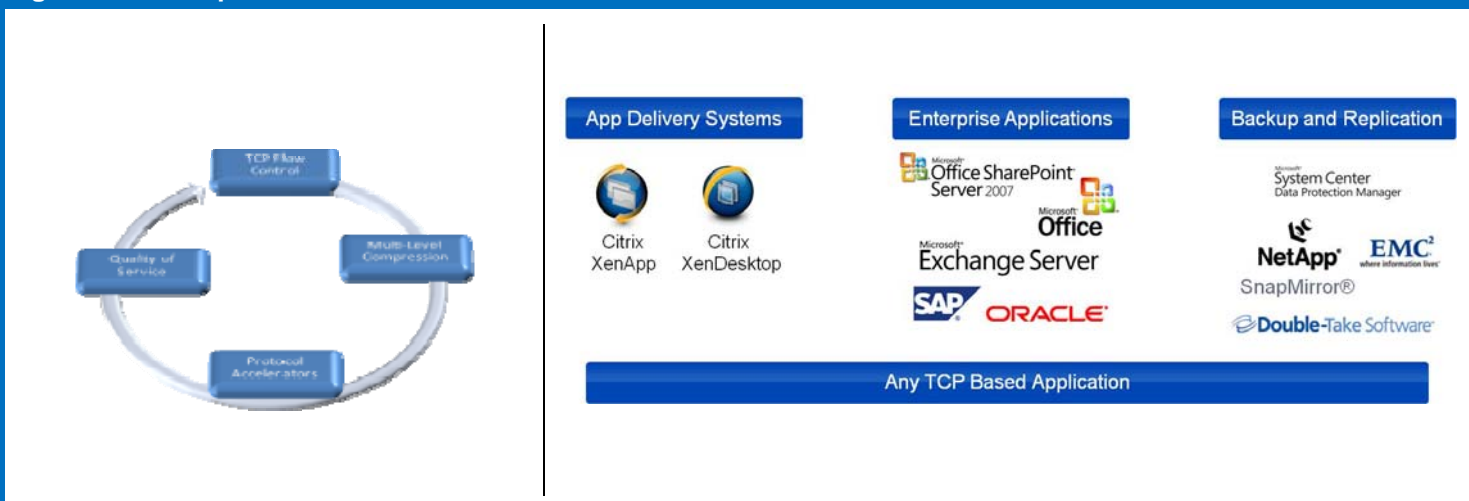 TCP Flow
Control
Multi-Level
Compression
Protocol
Accelerators
Quality of
Service
App Delivery Systems
Citrix
XenApp
Citrix
XenDesktop
Enterprise Applications
Microsoft
Office SharePoint
Server 2007
Microsoft
Office
Microsoft
Exchange Server
SAP
ORACLE
Backup and Replication
Microsoft
System Center
Data Protection Manager
NetApp
EMC²
where information lives
SnapMirror®
Double-Take Software
Any TCP Based Application